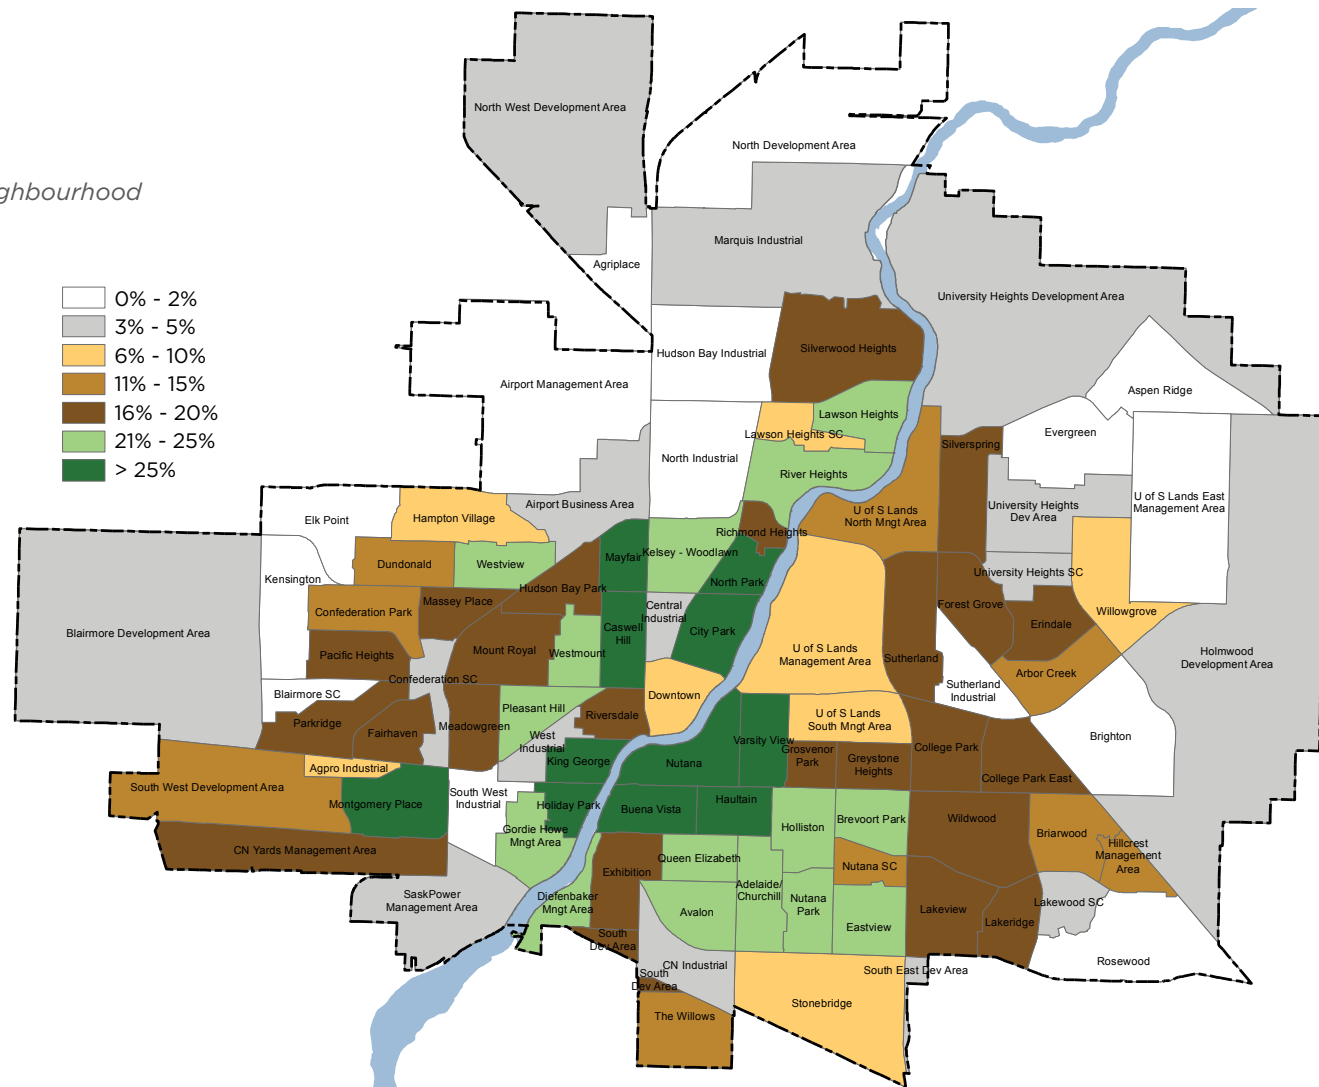 ghbourhood
0% - 2%
3% - 5%
6% - 10%
11% - 15%
16% - 20%
21% - 25%
> 25%
North West Development Area
North Development Area
Marquis Industrial
Agriplace
University Heights Development Area
Hudson Bay Industrial
Silverwood Heights
Airport Management Area
Aspen Ridge
Lawson Heights
Lawson Heights SC
Evergreen
Silverspring
North Industrial
River Heights
Airport Business Area
U of S Lands East
Management Area
University Heights
Dev Area
U of S Lands
North Mngt Area
Elk Point
Hampton Village
Richmond Heights
Kelsey - Woodlawn
Mayfair
Dundonald
Westview
University Heights SC
Kensington
North Park
Hudson Bay Park
Massey Place
Forest Grove
Willowgrove
Confederation Park
Central
Industrial
Erindale
Blairmore Development Area
Caswell
Hill
City Park
Mount Royal
Westmount
Pacific Heights
U of S Lands
Management Area
Sutherland
Holmwood
Development Area
Arbor Creek
Confederation SC
Sutherland
Industrial
Blairmore SC
Downtown
Pleasant Hill
Riversdale
Parkridge
Fairhaven
Meadowgreen
U of S Lands
South Mngt Area
West
Industrial
Varsity View
Brighton
Grosvenor
Park
College Park
King George
Nutana
Greystone
Heights
Agpro Industrial
College Park East
South West Development Area
South West
Industrial
Montgomery Place
Holiday Park
Buena Vista
Haultain
Holliston
Brevoort Park
Wildwood
Gordie Howe
Mngt Area
Briarwood
Hillcrest
Management
Area
CN Yards Management Area
Queen Elizabeth
Nutana SC
Exhibition
Adelaide/
Churchill
SaskPower
Management Area
Diefenbaker
Mngt Area
Avalon
Nutana
Park
Lakeview
Lakewood SC
Lakeridge
Eastview
South
Dev Area
CN Industrial
South East Dev Area
Rosewood
South
Dev Area
Stonebridge
The Willows